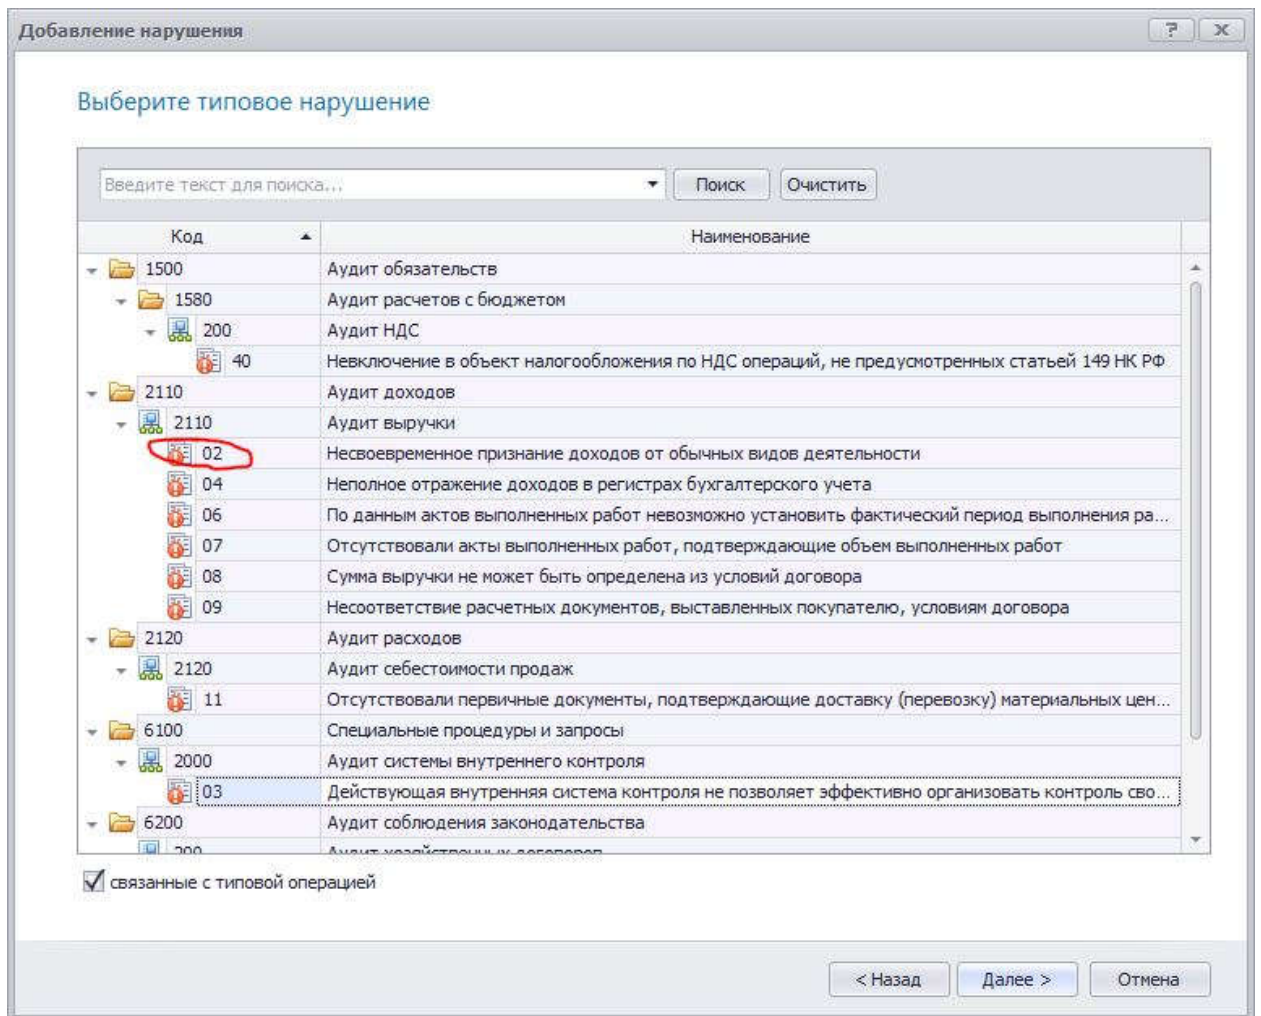 Добавление нарушения
Выберите типовое нарушение
Введите текст для поиска...
Поиск
Очистить
Код
Наименование
1500 Аудит обязательств
1580 Аудит расчетов с бюджетом
200 Аудит НДС
40 Невключение в объект налогообложения по НДС операций, не предусмотренных статьей 149 НК РФ
2110 Аудит доходов
2110 Аудит выручки
02 Несвоевременное признание доходов от обычных видов деятельности
04 Неполное отражение доходов в регистрах бухгалтерского учета
06 По данным актов выполненных работ невозможно установить фактический период выполнения ра...
07 Отсутствовали акты выполненных работ, подтверждающие объем выполненных работ
08 Сумма выручки не может быть определена из условий договора
09 Несоответствие расчетных документов, выставленных покупателю, условиям договора
2120 Аудит расходов
2120 Аудит себестоимости продаж
11 Отсутствовали первичные документы, подтверждающие доставку (перевозку) материальных цен...
6100 Специальные процедуры и запросы
2000 Аудит системы внутреннего контроля
03 Действующая внутренняя система контроля не позволяет эффективно организовать контроль сво...
6200 Аудит соблюдения законодательства
200 Аудит хозяйственных договоров
связанные с типовой операцией
< Назад
Далее >
Отмена